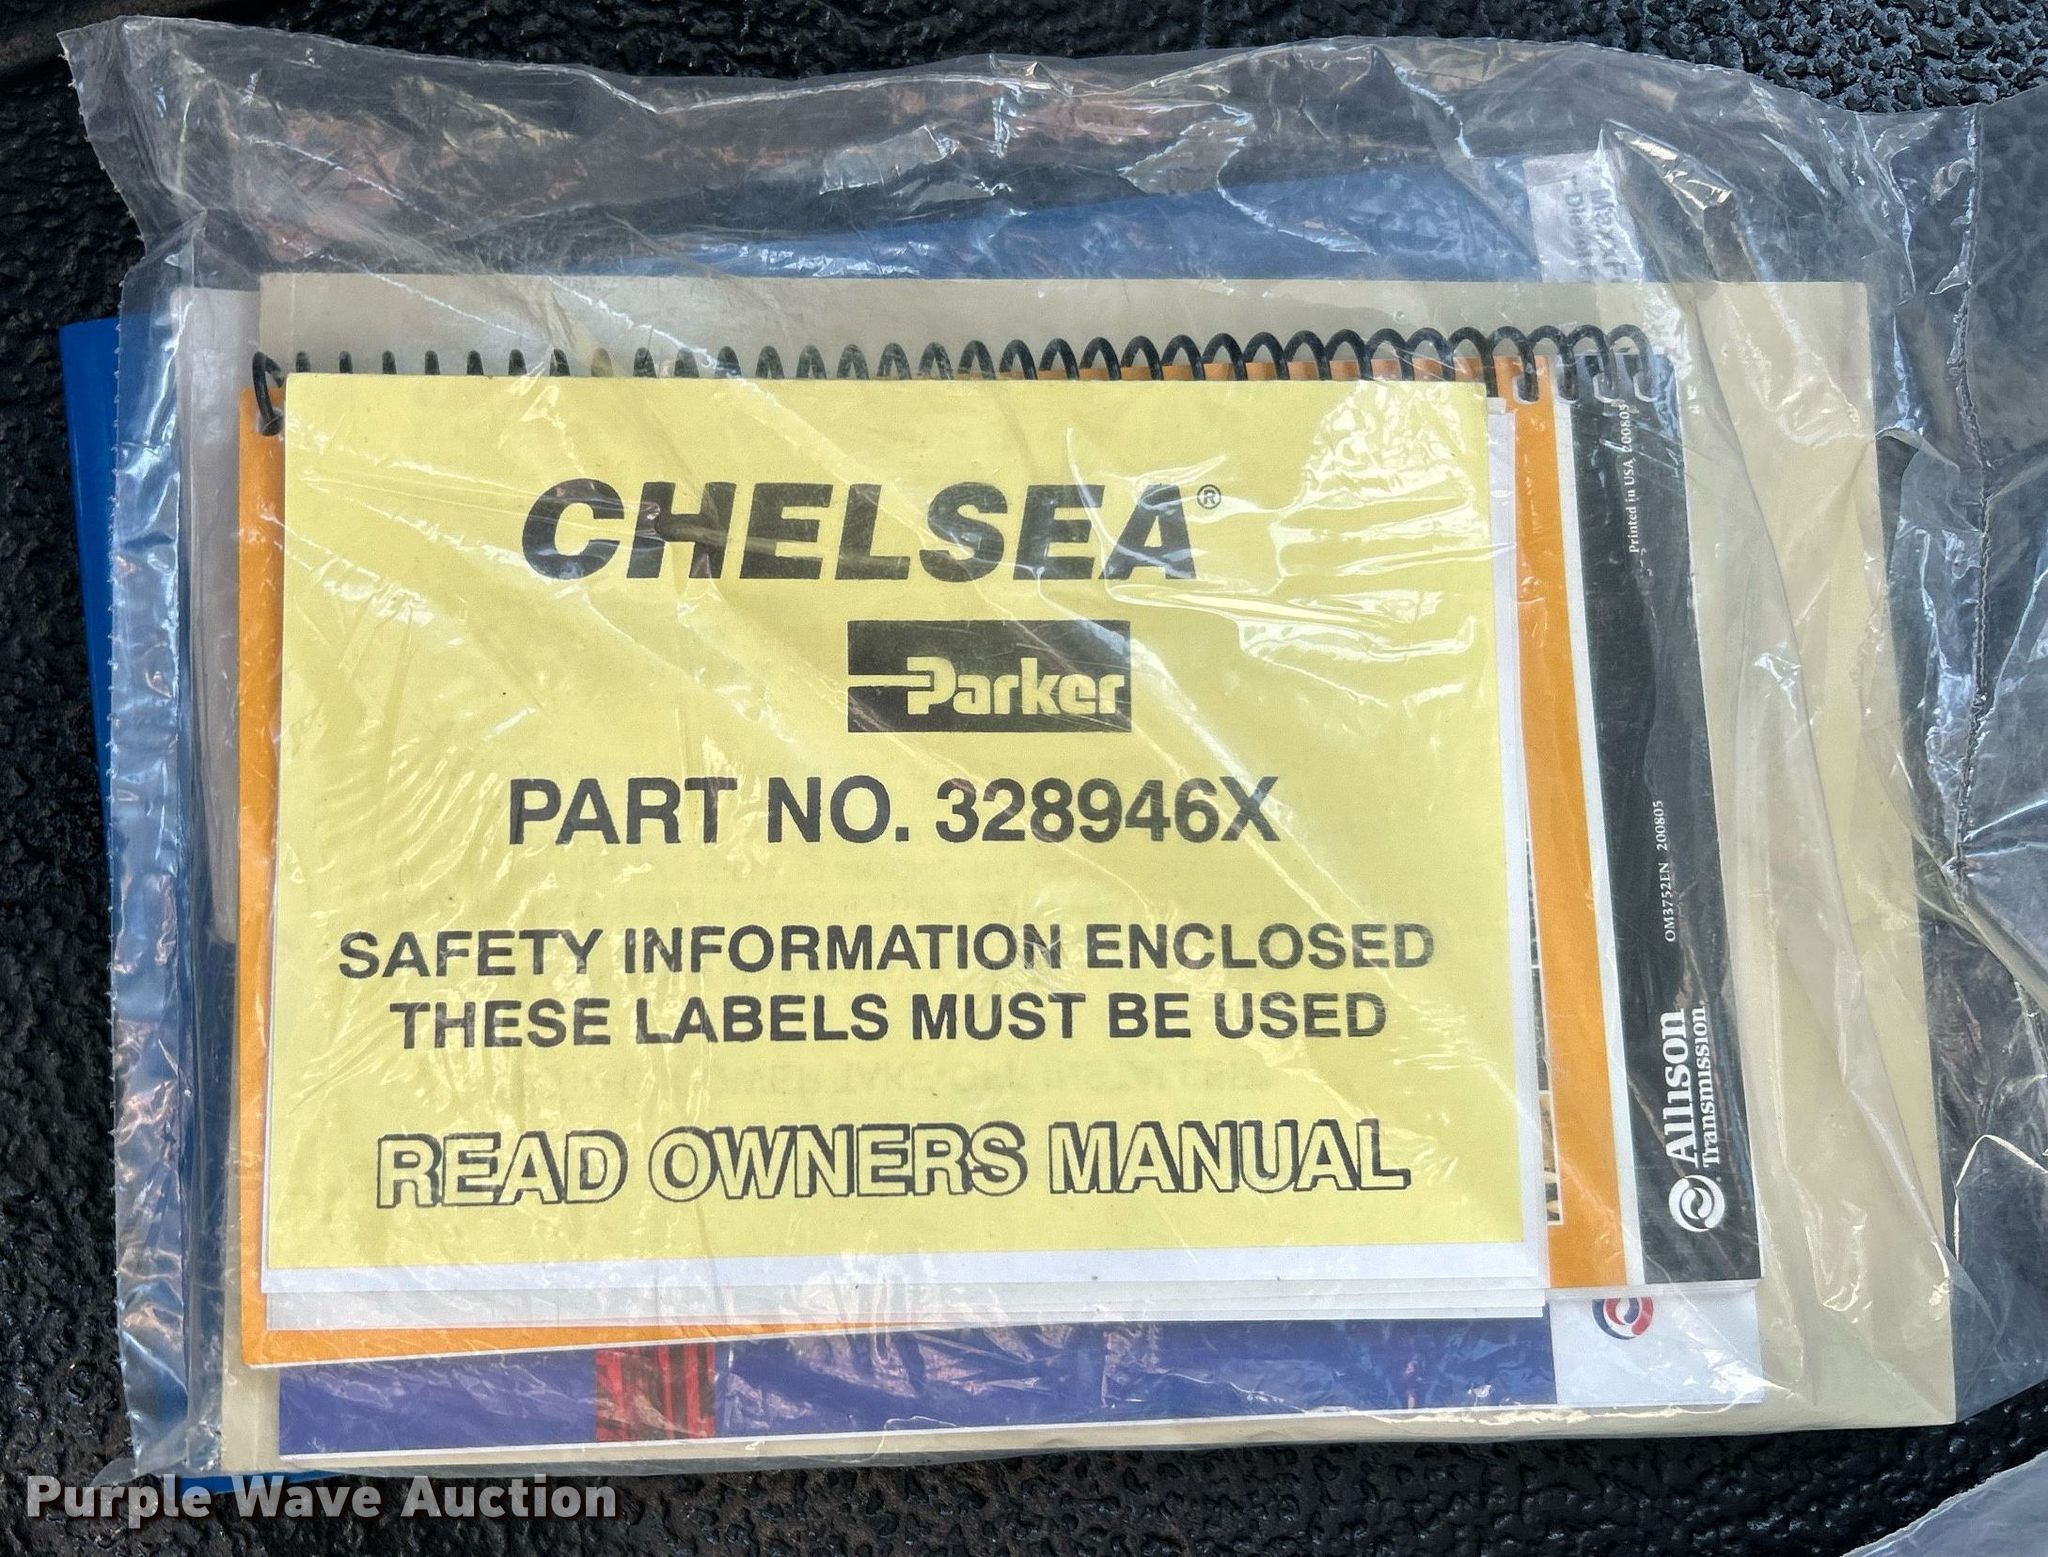 CHELSEA®
Parker
PART NO. 328946X
SAFETY INFORMATION ENCLOSED
THESE LABELS MUST BE USED
READ OWNERS MANUAL
Printed in USA 200805
OM3752EN 200805
Allison
Transmission
Purple Wave Auction